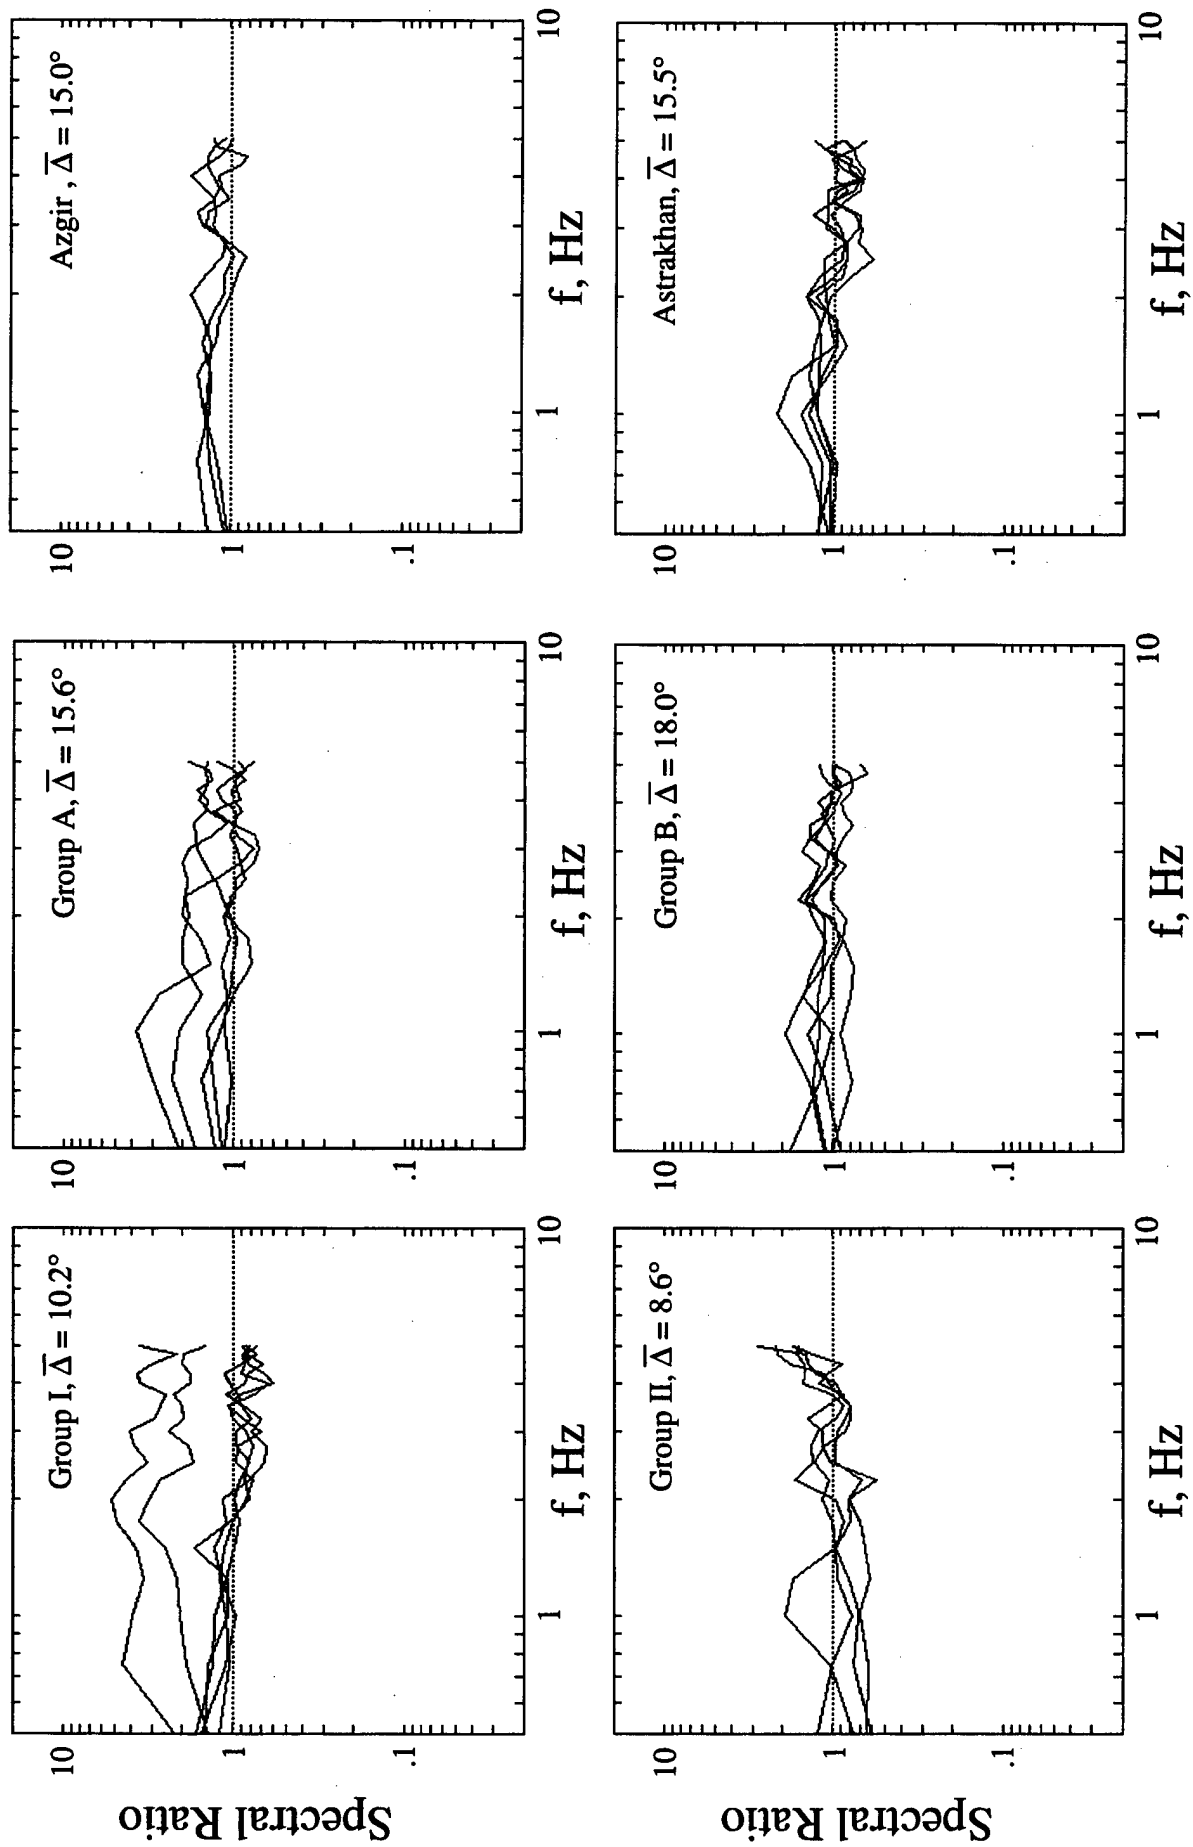 Group I, Δ̅ = 10.2°
Spectral Ratio
10
1
.1
1
10
f, Hz
Group A, Δ̅ = 15.6°
10
1
.1
1
10
f, Hz
Azgir, Δ̅ = 15.0°
10
1
.1
1
10
f, Hz
Group II, Δ̅ = 8.6°
Spectral Ratio
10
1
.1
1
10
f, Hz
Group B, Δ̅ = 18.0°
10
1
.1
1
10
f, Hz
Astrakhan, Δ̅ = 15.5°
10
1
.1
1
10
f, Hz